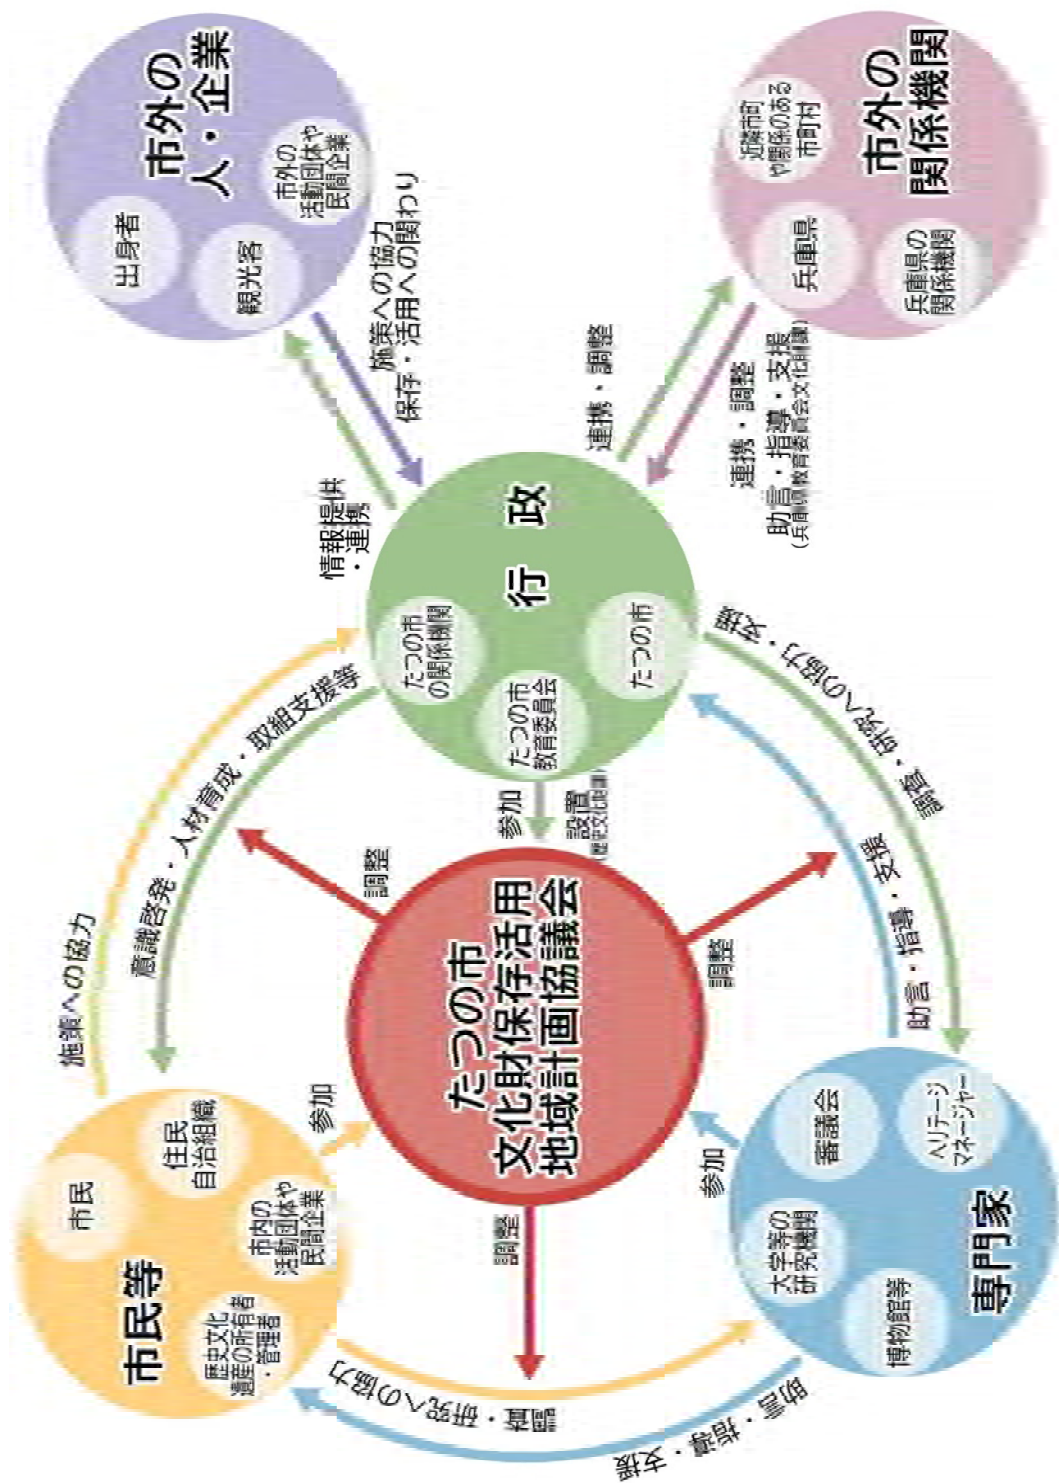 市外の
人・企業
出身者
観光客
市外の
活動団体や
民間企業
施策への協力
保存・活用への関わり
情報提供
・連携
市外の
関係機関
近隣市町
や関係のある
市町村
兵庫県
兵庫県の
関係機関
連携・調整
連携・調整
助言・指導・支援
(兵庫県教育委員会文化財課)
行政
たつの市
の関係機関
たつの市
教育委員会
たつの市
参加
設置
(歴史文化財課)
施策への協力
意識啓発・人材育成・取組支援等
調査・研究への協力・支援
助言・指導・支援
たつの市
文化財保存活用
地域計画協議会
調整
調整
調整
市民等
市民
住民
自治組織
市内の
活動団体や
民間企業
歴史文化
遺産の所有者
・管理者
参加
専門家
審議会
ヘリテージ
マネージャー
大学等の
研究機関
博物館等
参加
調査・研究への協力
助言・指導・支援